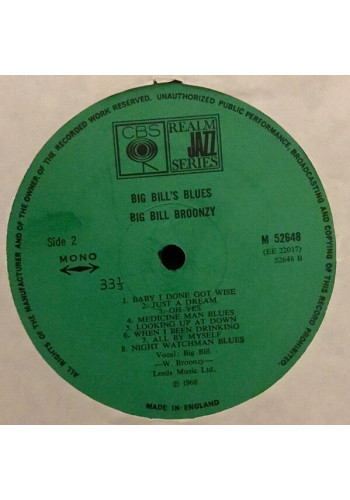 ALL RIGHTS OF THE MANUFACTURER AND OF THE OWNER OF THE RECORDED WORK RESERVED. UNAUTHORIZED PUBLIC PERFORMANCE, BROADCASTING AND COPYING OF THIS RECORD PROHIBITED.
CBS
REALM
JAZZ
SERIES
BIG BILL'S BLUES
BIG BILL BROONZY
Side 2
MONO
33⅓
M 52648
(EE 22017)
52648 B
1. BABY I DONE GOT WISE
2. JUST A DREAM
3. OH YES
4. MEDICINE MAN BLUES
5. LOOKING UP AT DOWN
6. WHEN I BEEN DRINKING
7. ALL BY MYSELF
8. NIGHT WATCHMAN BLUES
Vocal: Big Bill
—W. Broonzy—
Leeds Music Ltd.
℗ 1968
MADE IN ENGLAND